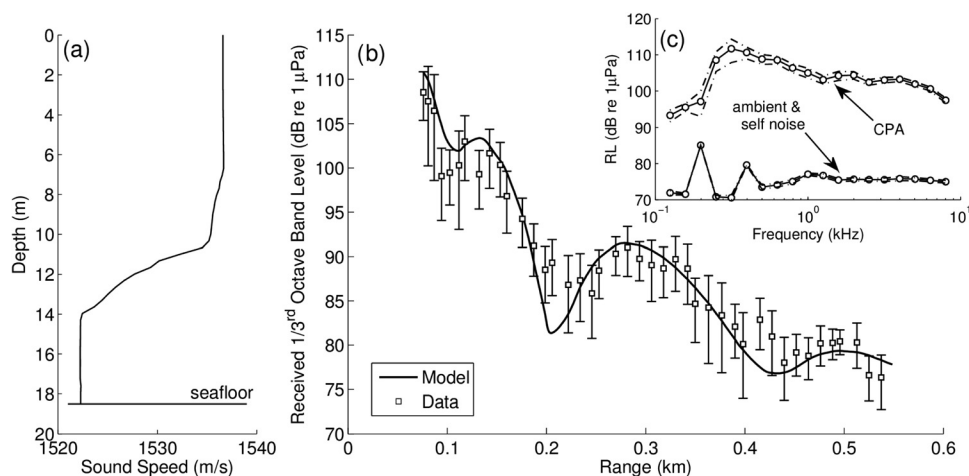 (a)
0
2
4
6
8
10
12
14
16
18
20
Depth (m)
seafloor
1520 1530 1540
Sound Speed (m/s)
(b)
115
110
105
100
95
90
85
80
75
70
Received 1/3rd Octave Band Level (dB re 1μPa)
Model
Data
0 0.1 0.2 0.3 0.4 0.5 0.6
Range (km)
(c)
120
110
100
90
80
70
RL (dB re 1μPa)
ambient &
self noise
CPA
10⁻¹ 10⁰ 10¹
Frequency (kHz)